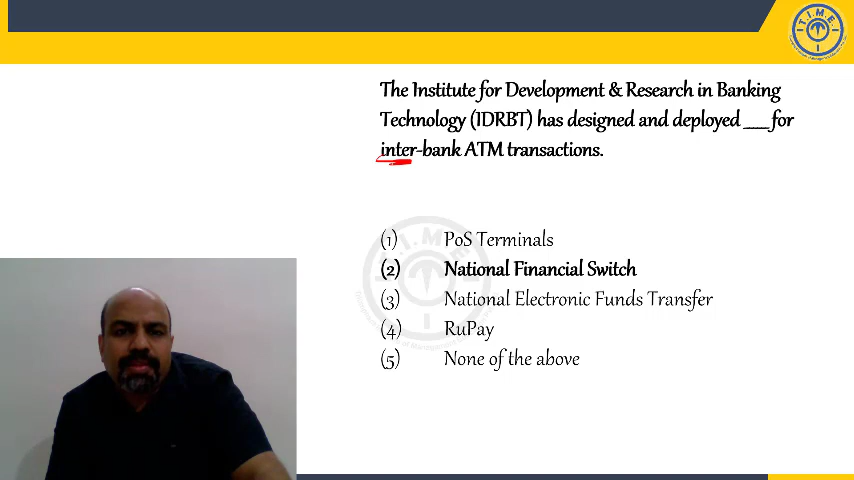 T.I.M.E.
The Institute for Development & Research in Banking
Technology (IDRBT) has designed and deployed ____ for
inter-bank ATM transactions.
(1) PoS Terminals
(2) National Financial Switch
(3) National Electronic Funds Transfer
(4) RuPay
(5) None of the above
T.I.M.E.